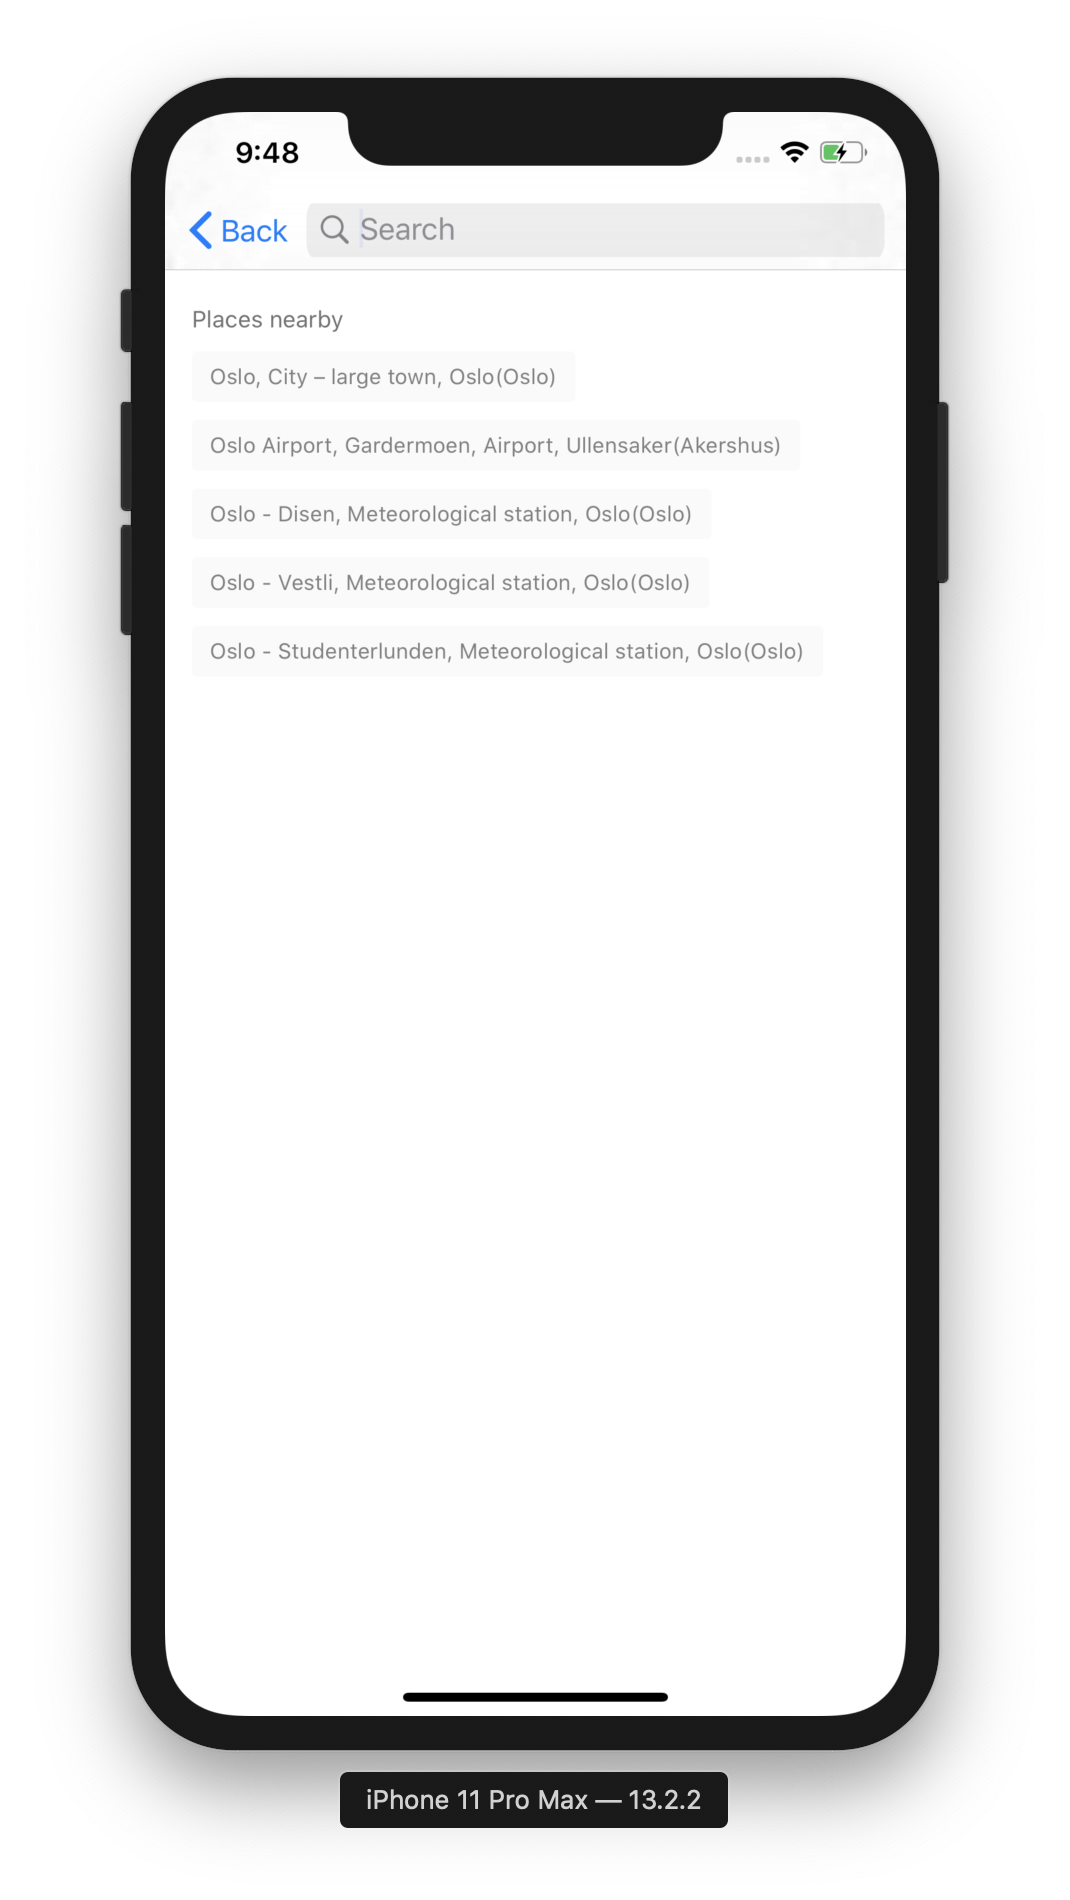 9:48
Back
Search
Places nearby
Oslo, City – large town, Oslo(Oslo)
Oslo Airport, Gardermoen, Airport, Ullensaker(Akershus)
Oslo - Disen, Meteorological station, Oslo(Oslo)
Oslo - Vestli, Meteorological station, Oslo(Oslo)
Oslo - Studenterlunden, Meteorological station, Oslo(Oslo)
iPhone 11 Pro Max — 13.2.2